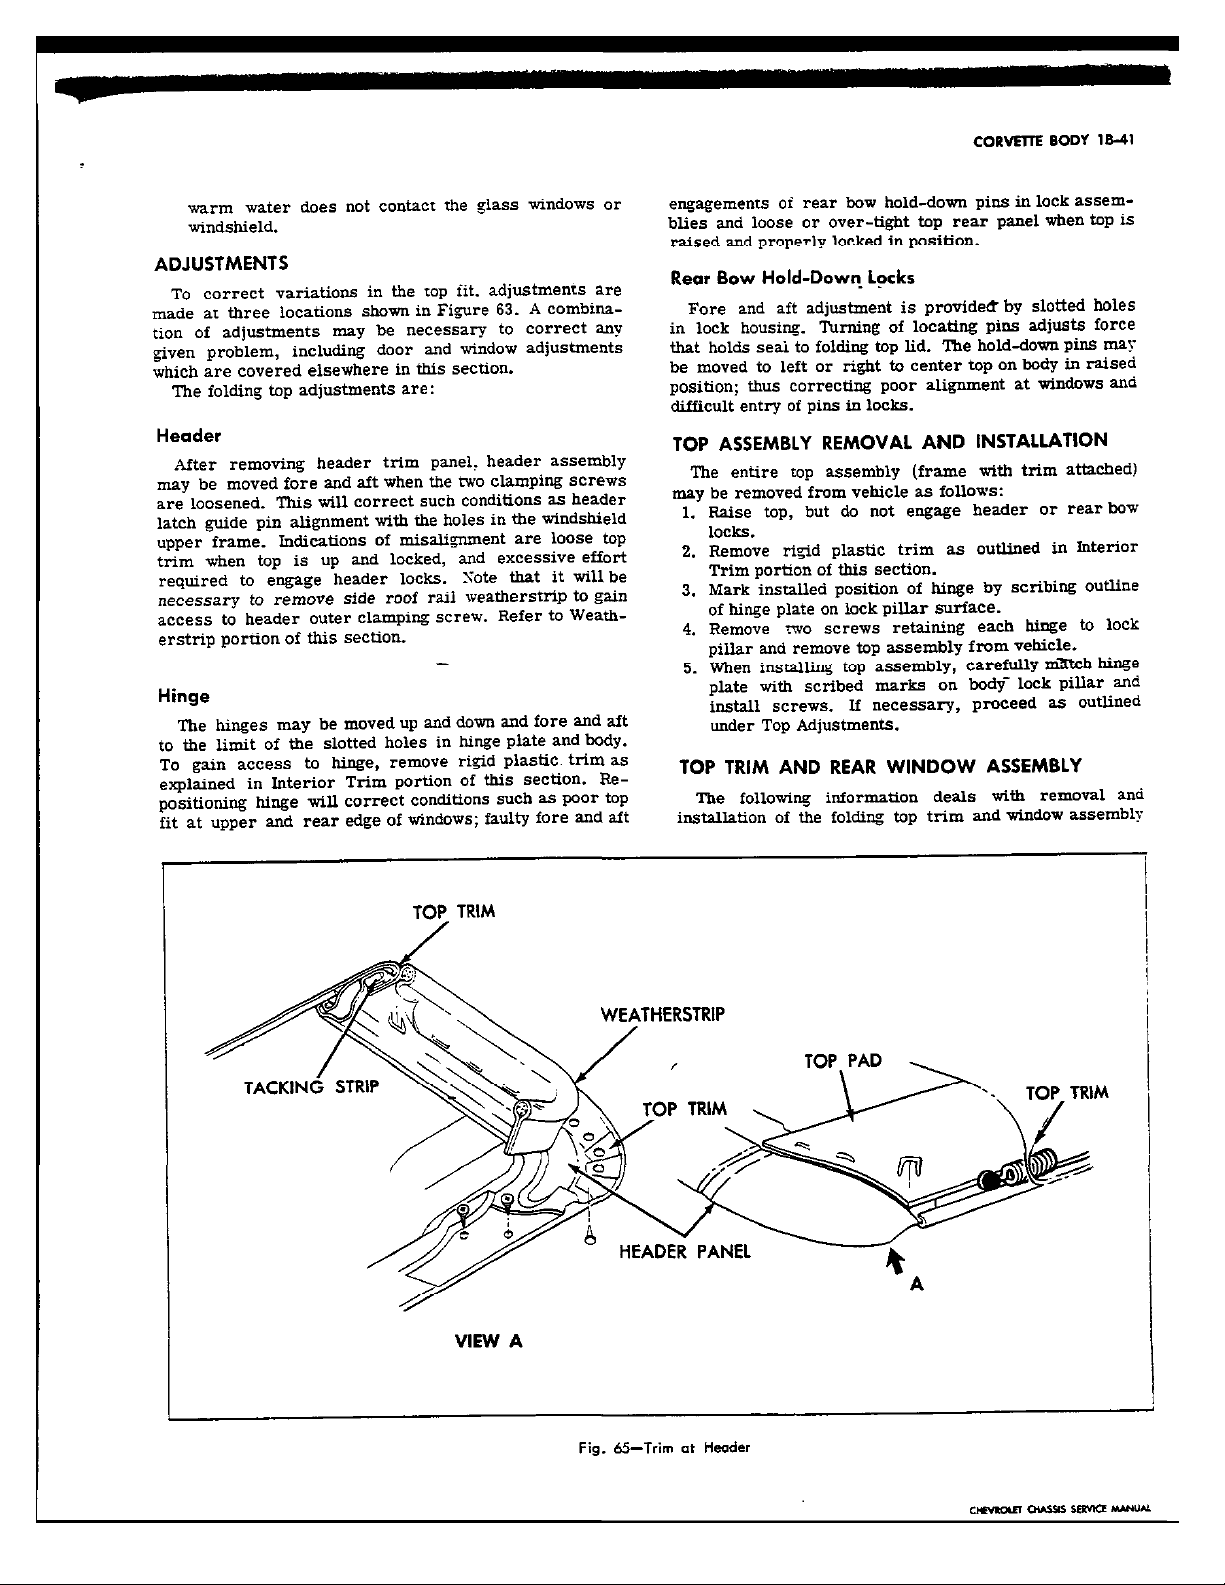 CORVETTE BODY 1B-41
warm water does not contact the glass windows or
windshield.
ADJUSTMENTS
To correct variations in the top fit. adjustments are
made at three locations shown in Figure 63. A combina-
tion of adjustments may be necessary to correct any
given problem, including door and window adjustments
which are covered elsewhere in this section.
The folding top adjustments are:
Header
After removing header trim panel, header assembly
may be moved fore and aft when the two clamping screws
are loosened. This will correct such conditions as header
latch guide pin alignment with the holes in the windshield
upper frame. Indications of misalignment are loose top
trim when top is up and locked, and excessive effort
required to engage header locks. Note that it will be
necessary to remove side roof rail weatherstrip to gain
access to header outer clamping screw. Refer to Weath-
erstrip portion of this section.
Hinge
The hinges may be moved up and down and fore and aft
to the limit of the slotted holes in hinge plate and body.
To gain access to hinge, remove rigid plastic trim as
explained in Interior Trim portion of this section. Re-
positioning hinge will correct conditions such as poor top
fit at upper and rear edge of windows; faulty fore and aft
engagements of rear bow hold-down pins in lock assem-
blies and loose or over-tight top rear panel when top is
raised and properly locked in position.
Rear Bow Hold-Down Locks
Fore and aft adjustment is provided by slotted holes
in lock housing. Turning of locating pins adjusts force
that holds seal to folding top lid. The hold-down pins may
be moved to left or right to center top on body in raised
position; thus correcting poor alignment at windows and
difficult entry of pins in locks.
TOP ASSEMBLY REMOVAL AND INSTALLATION
The entire top assembly (frame with trim attached)
may be removed from vehicle as follows:
1. Raise top, but do not engage header or rear bow
locks.
2. Remove rigid plastic trim as outlined in Interior
Trim portion of this section.
3. Mark installed position of hinge by scribing outline
of hinge plate on lock pillar surface.
4. Remove two screws retaining each hinge to lock
pillar and remove top assembly from vehicle.
5. When installing top assembly, carefully match hinge
plate with scribed marks on body lock pillar and
install screws. If necessary, proceed as outlined
under Top Adjustments.
TOP TRIM AND REAR WINDOW ASSEMBLY
The following information deals with removal and
installation of the folding top trim and window assembly
TOP TRIM
WEATHERSTRIP
TOP PAD
TACKING STRIP
TOP TRIM
TOP TRIM
HEADER PANEL
A
VIEW A
Fig. 65—Trim at Header
CHEVROLET CHASSIS SERVICE MANUAL